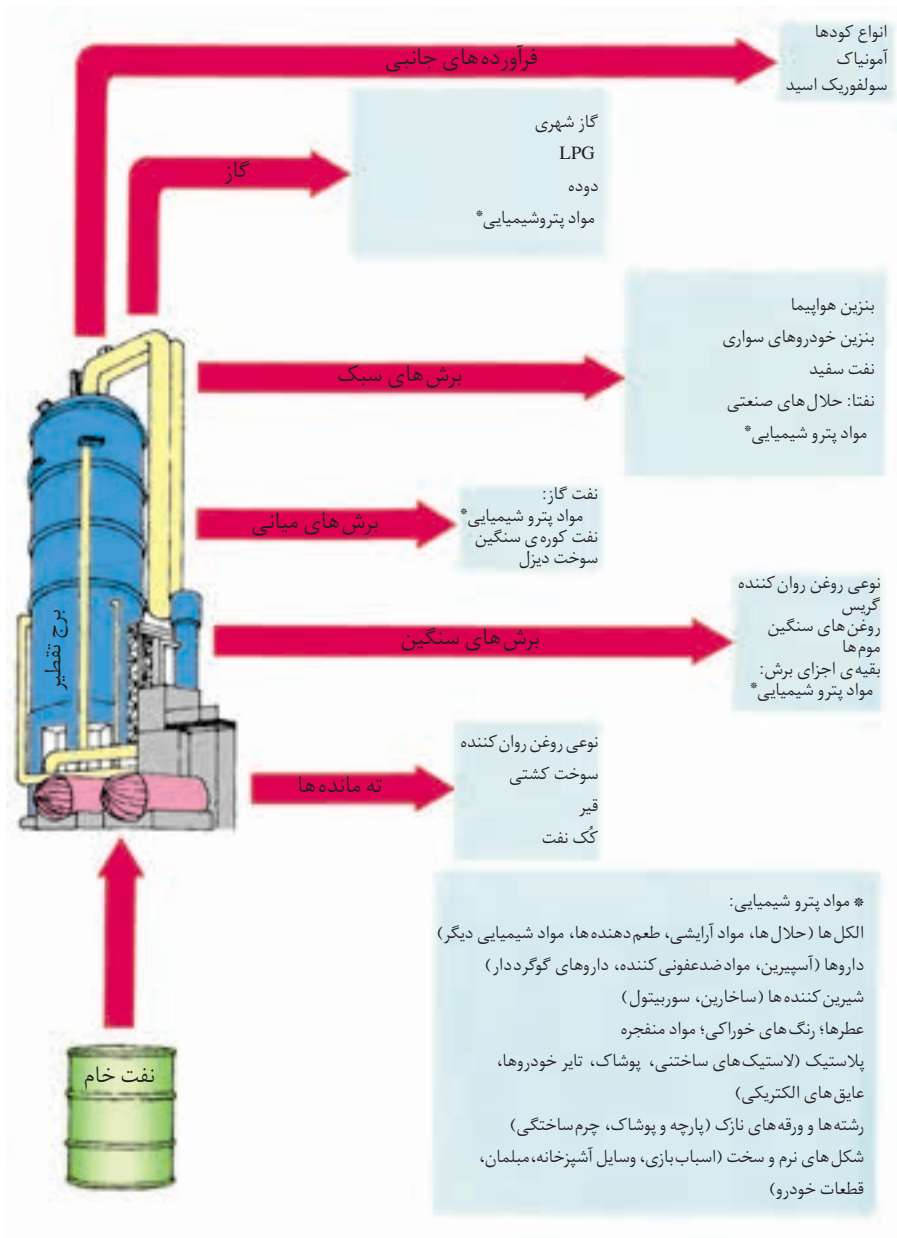 فرآورده‌های جانبی
انواع کودها
آمونیاک
سولفوریک اسید
گاز
گاز شهری
LPG
دوده
مواد پتروشیمیایی*
برش‌های سبک
بنزین هواپیما
بنزین خودروهای سواری
نفت سفید
نفتا: حلال‌های صنعتی
مواد پترو شیمیایی*
برش‌های میانی
نفت گاز:
مواد پترو شیمیایی*
نفت کوره‌ی سنگین
سوخت دیزل
برش‌های سنگین
نوعی روغن روان کننده
گریس
روغن‌های سنگین
موم‌ها
بقیه‌ی اجزای برش:
مواد پترو شیمیایی*
برج تقطیر
ته مانده‌ها
نوعی روغن روان کننده
سوخت کشتی
قیر
کُک نفت
نفت خام
* مواد پترو شیمیایی:
الکل‌ها (حلال‌ها، مواد آرایشی، طعم‌دهنده‌ها، مواد شیمیایی دیگر)
داروها (آسپیرین، موادضدعفونی کننده، داروهای گوگرددار)
شیرین کننده‌ها (ساخارین، سوربیتول)
عطرها؛ رنگ‌های خوراکی؛ مواد منفجره
پلاستیک (لاستیک‌های ساختنی، پوشاک، تایر خودروها،
عایق‌های الکتریکی)
رشته‌ها و ورقه‌های نازک (پارچه و پوشاک، چرم‌ساختگی)
شکل‌های نرم و سخت (اسباب‌بازی، وسایل آشپزخانه،مبلمان،
قطعات خودرو)